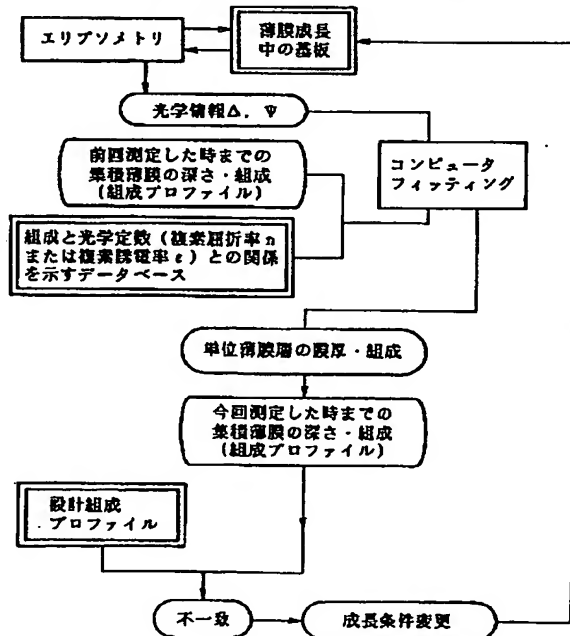 エリプソメトリ
薄膜成長
中の基板
光学情報Δ,Ψ
前回測定した時までの
集積薄膜の深さ・組成
(組成プロファイル)
コンピュータ
フィッティング
組成と光学定数(複素屈折率n
または複素誘電率ε)との関係
を示すデータベース
単位薄膜層の膜厚・組成
今回測定した時までの
集積薄膜の深さ・組成
(組成プロファイル)
設計組成
プロファイル
不一致
成長条件変更